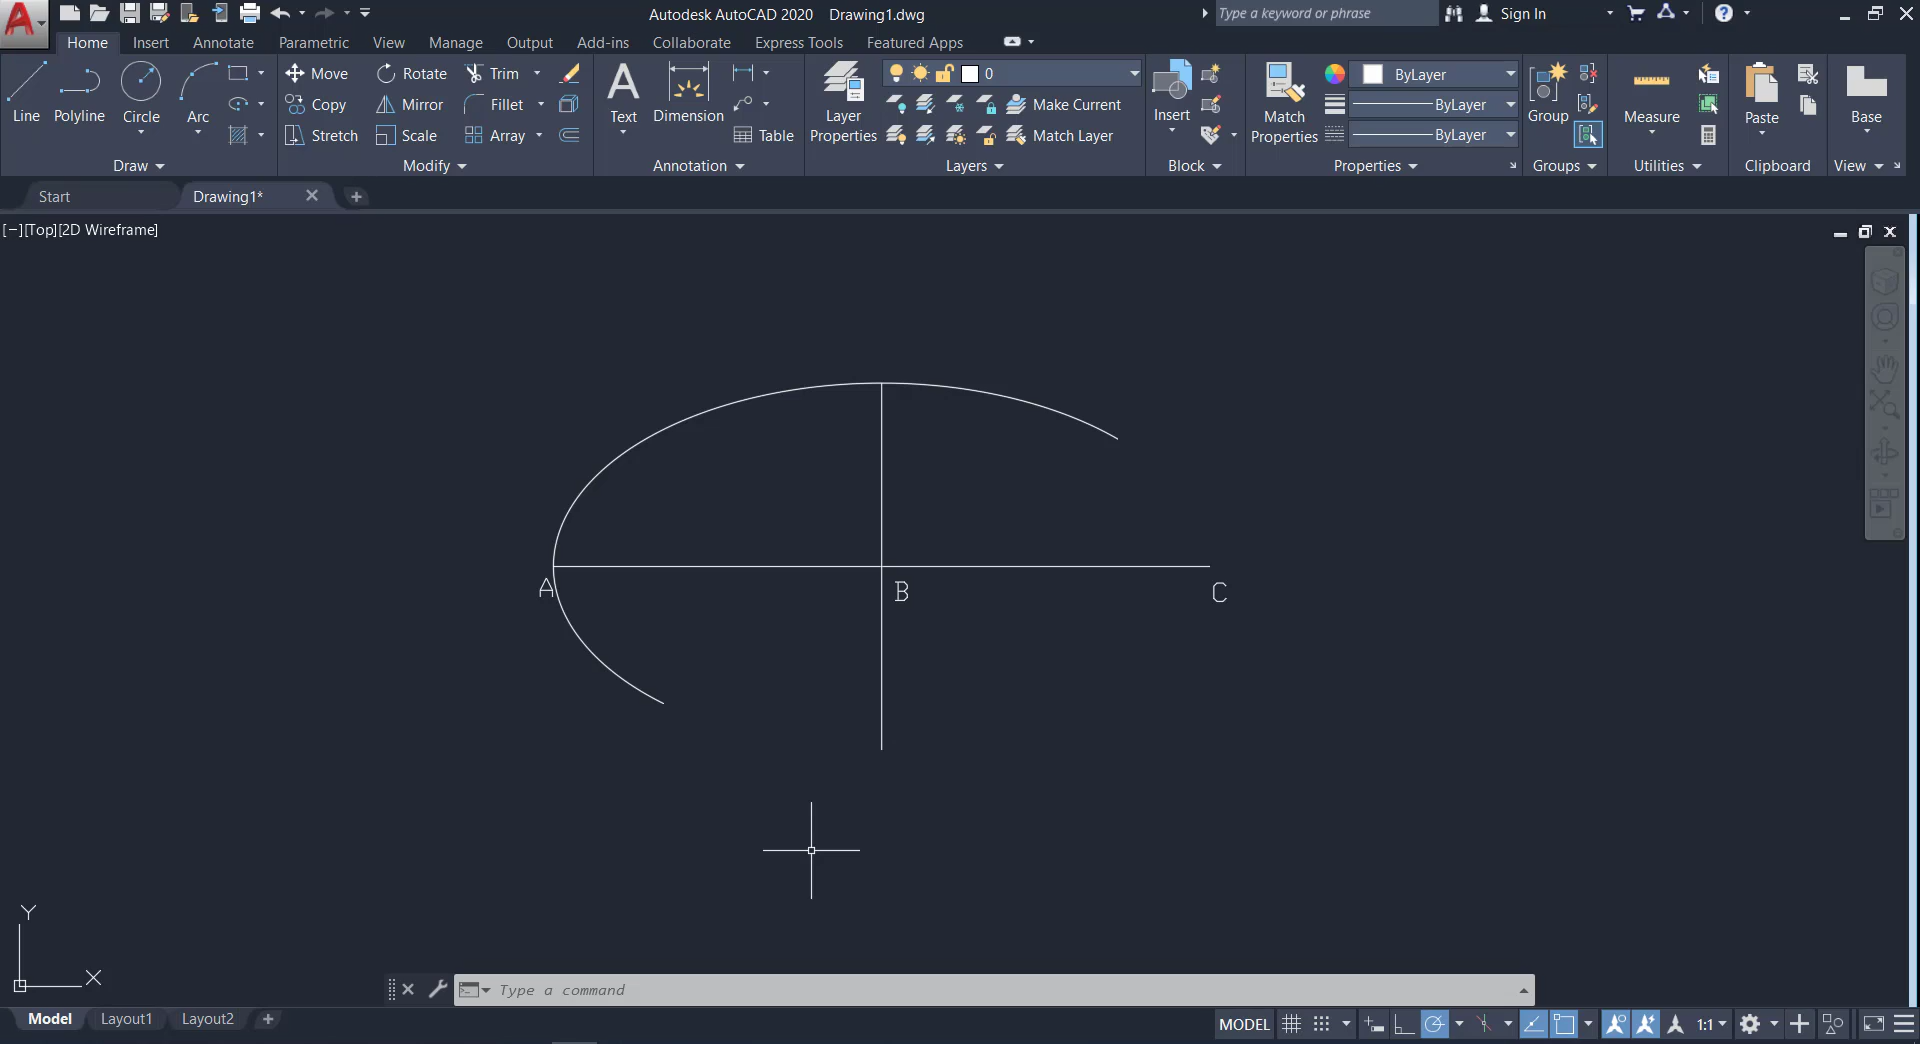 Autodesk AutoCAD 2020 Drawing1.dwg
Type a keyword or phrase
Sign In
Home Insert Annotate Parametric View Manage Output Add-ins Collaborate Express Tools Featured Apps
Line Polyline Circle Arc
Move Rotate Trim
Copy Mirror Fillet
Stretch Scale Array
Text Dimension Table
Layer Properties
0
Make Current
Match Layer
Insert
Match Properties
ByLayer
ByLayer
ByLayer
Group
Measure
Paste
Base
Draw Modify Annotation Layers Block Properties Groups Utilities Clipboard View
Start Drawing1*
[−][Top][2D Wireframe]
A B C
Y
X
Type a command
Model Layout1 Layout2
MODEL 1:1